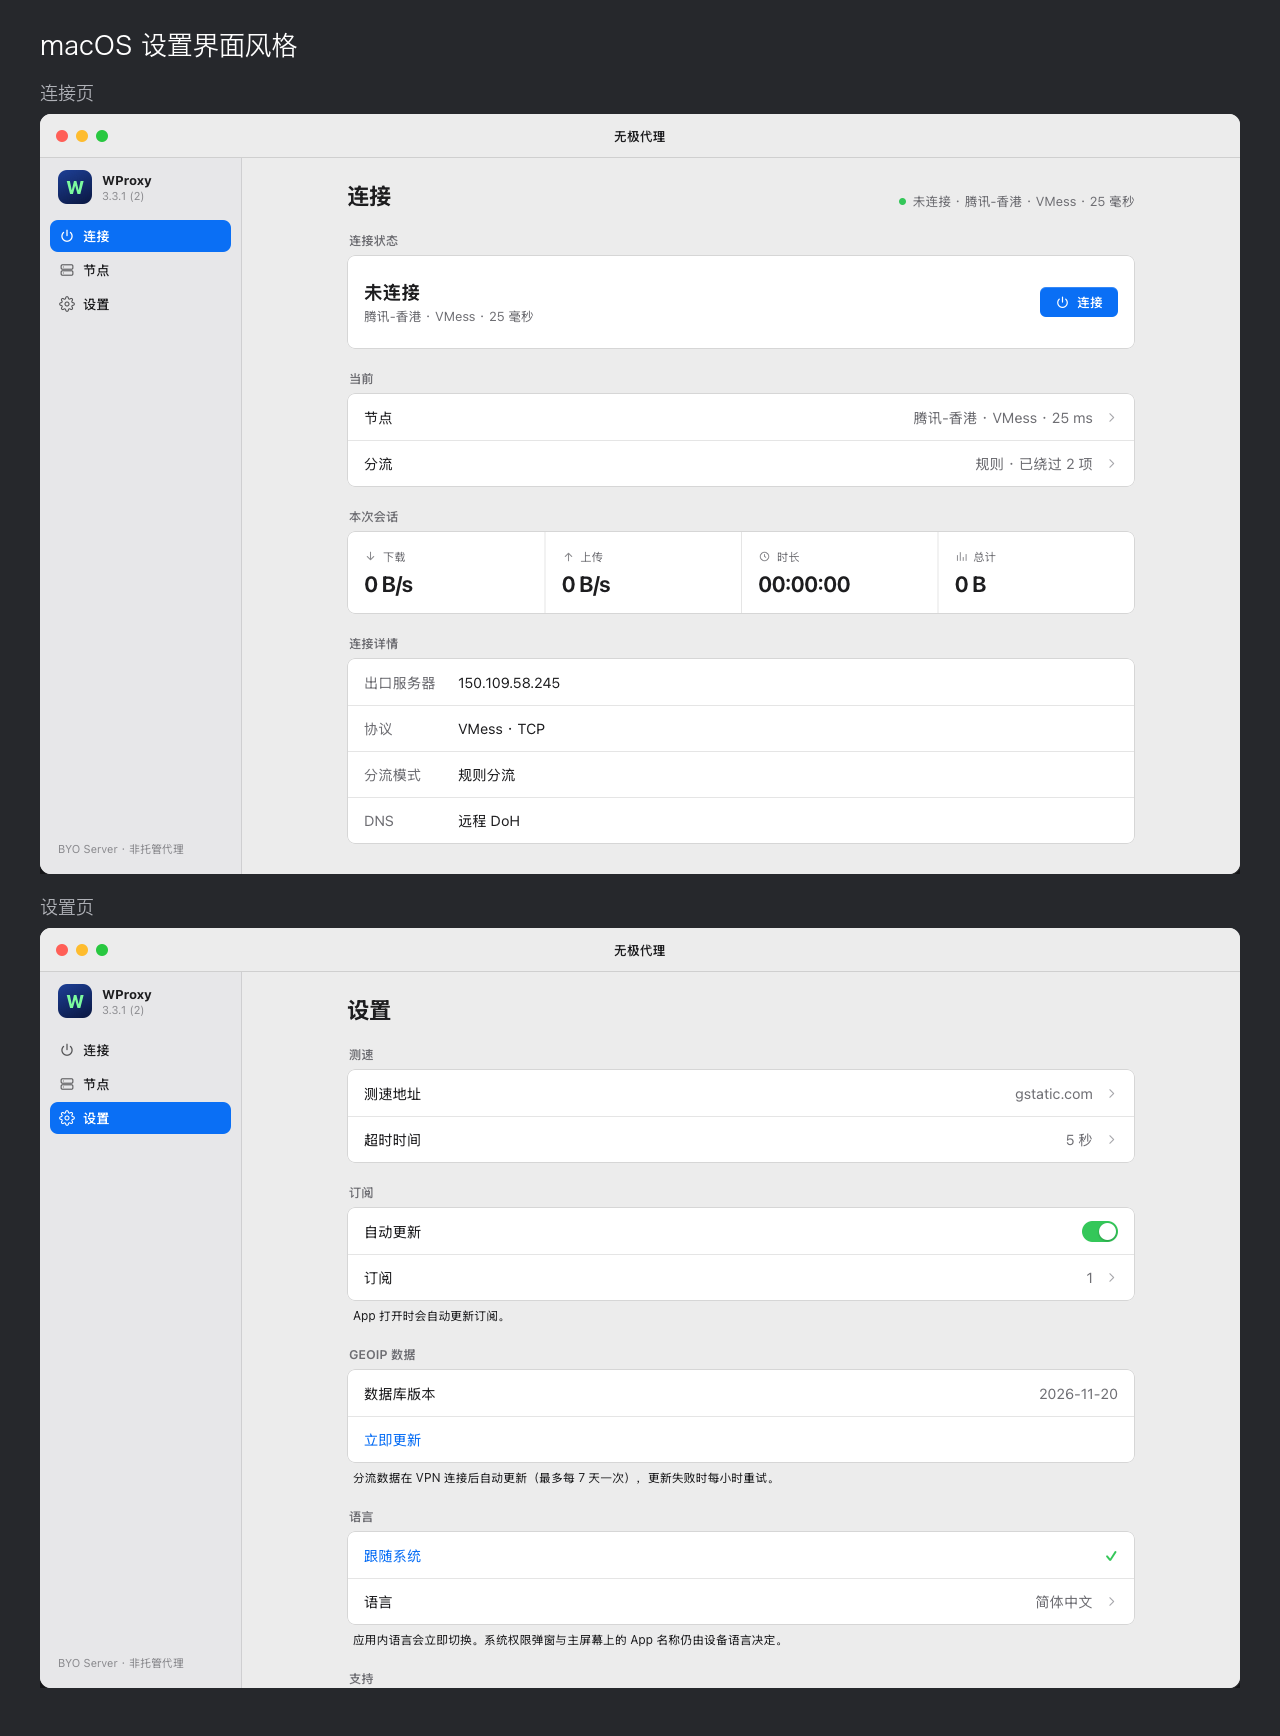 macOS 设置界面风格
连接页
无极代理
W
WProxy
3.3.1 (2)
连接
节点
设置
BYO Server · 非托管代理
连接
未连接 · 腾讯-香港 · VMess · 25 毫秒
连接状态
未连接
腾讯-香港 · VMess · 25 毫秒
连接
当前
节点 腾讯-香港 · VMess · 25 ms
分流 规则 · 已绕过 2 项
本次会话
下载 上传 时长 总计
0 B/s 0 B/s 00:00:00 0 B
连接详情
出口服务器 150.109.58.245
协议 VMess · TCP
分流模式 规则分流
DNS 远程 DoH
设置页
无极代理
W
WProxy
3.3.1 (2)
连接
节点
设置
BYO Server · 非托管代理
设置
测速
测速地址 gstatic.com
超时时间 5 秒
订阅
自动更新
订阅 1
App 打开时会自动更新订阅。
GEOIP 数据
数据库版本 2026-11-20
立即更新
分流数据在 VPN 连接后自动更新（最多每 7 天一次），更新失败时每小时重试。
语言
跟随系统
语言 简体中文
应用内语言会立即切换。系统权限弹窗与主屏幕上的 App 名称仍由设备语言决定。
支持